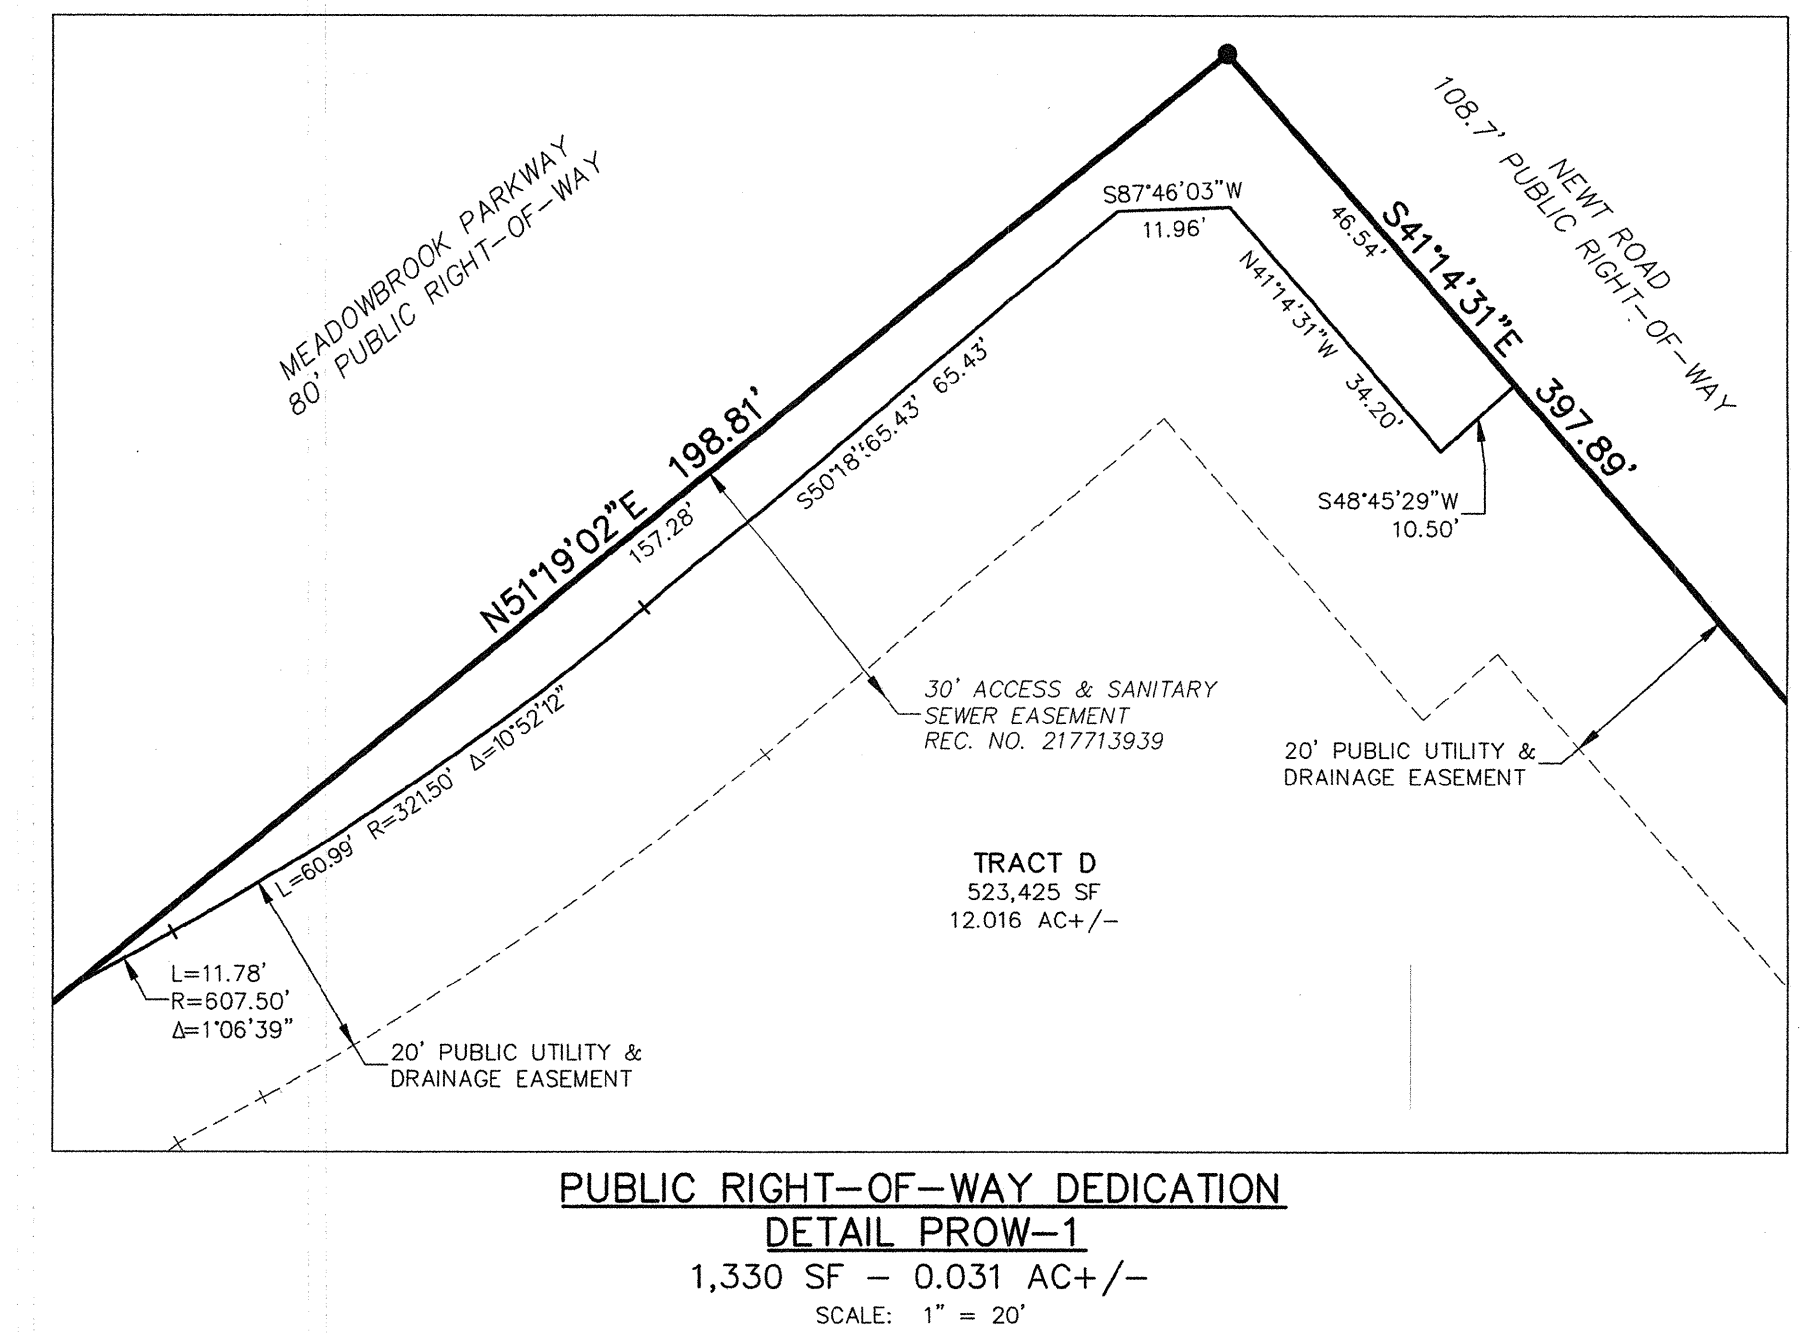 MEADOWBROOK PARKWAY
80' PUBLIC RIGHT-OF-WAY
NEWT ROAD
108.7' PUBLIC RIGHT-OF-WAY
S87°46'03"W
11.96'
46.54'
S41°14'31"E 397.89'
N41°14'31"W 34.20'
S48°45'29"W
10.50'
N51°19'02"E 198.81'
157.28'
S50°18' 65.43' 65.43'
30' ACCESS & SANITARY
SEWER EASEMENT
REC. NO. 217713939
20' PUBLIC UTILITY &
DRAINAGE EASEMENT
L=60.99' R=321.50' Δ=10°52'12"
TRACT D
523,425 SF
12.016 AC+/-
L=11.78'
R=607.50'
Δ=1°06'39"
20' PUBLIC UTILITY &
DRAINAGE EASEMENT
PUBLIC RIGHT-OF-WAY DEDICATION
DETAIL PROW-1
1,330 SF - 0.031 AC+/-
SCALE: 1" = 20'